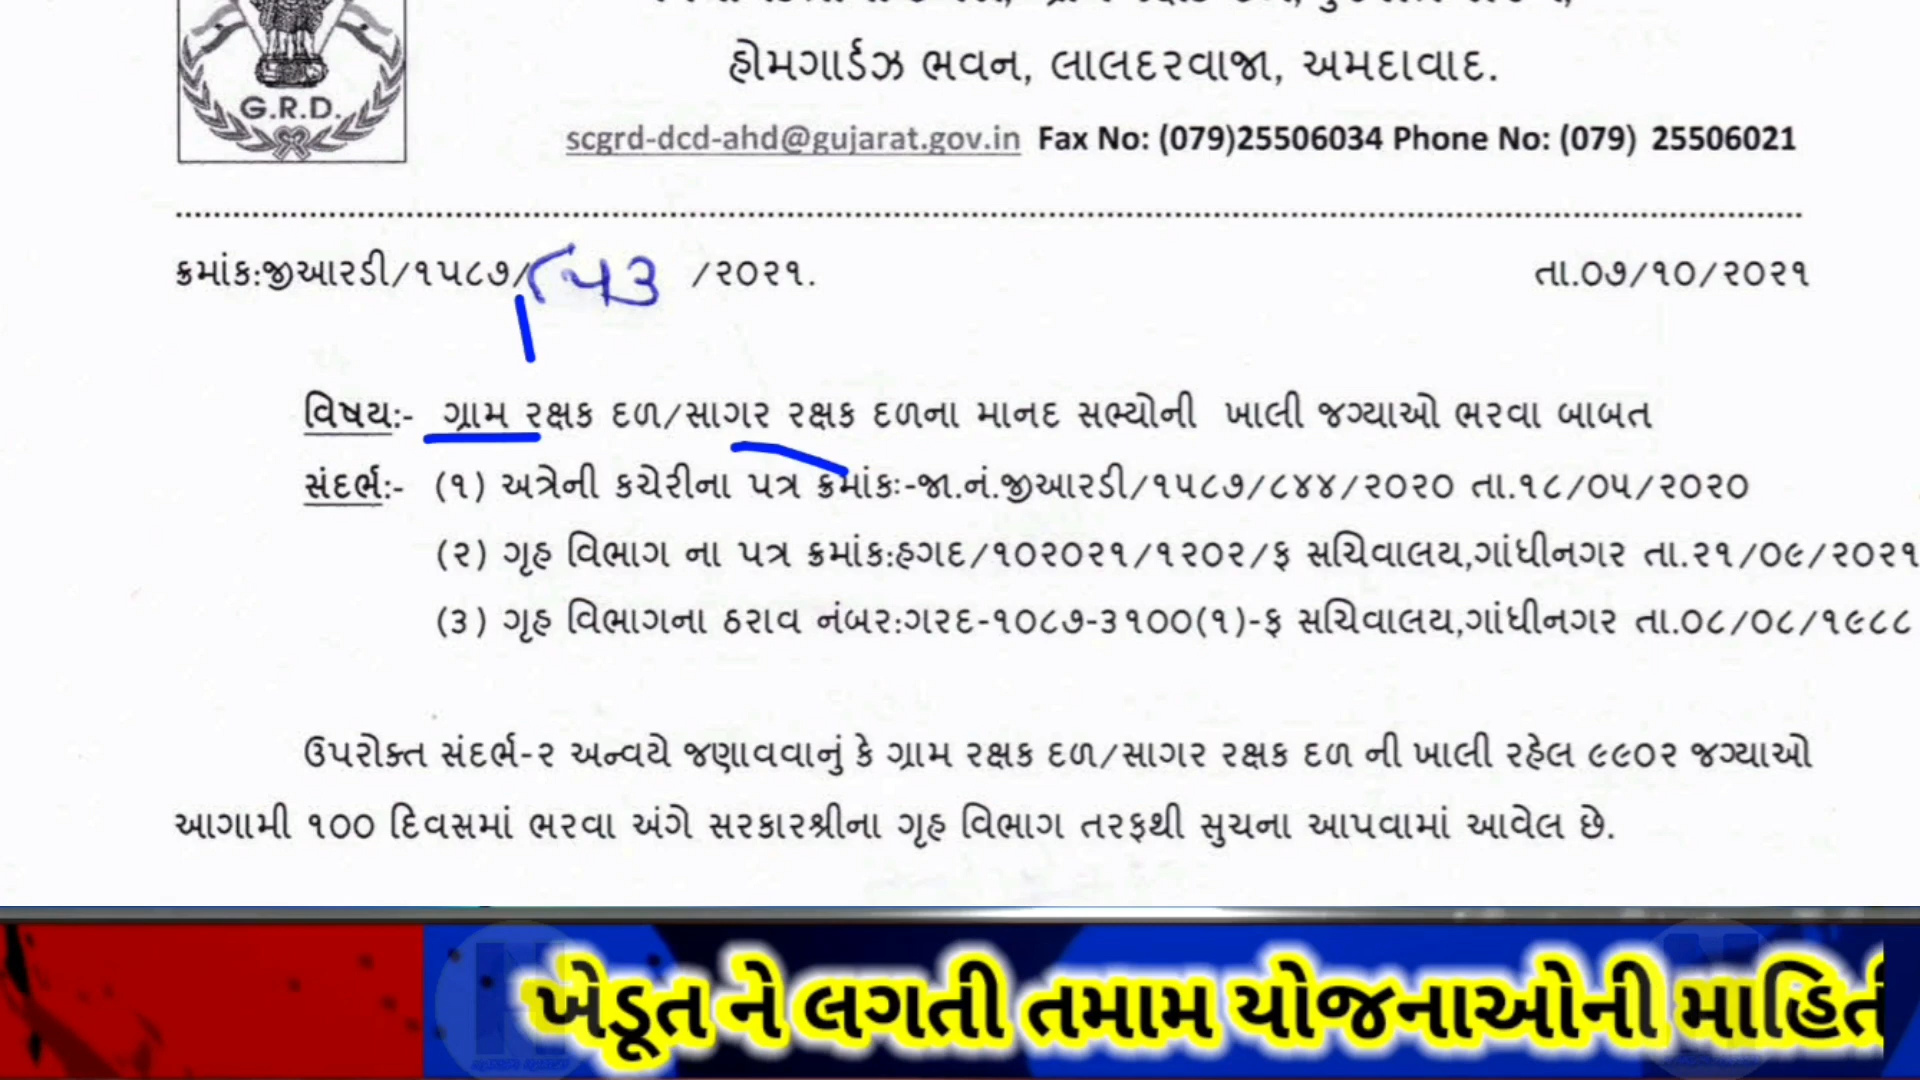 હોમગાર્ડઝ ભવન, લાલદરવાજા, અમદાવાદ.
G.R.D.
scgrd-dcd-ahd@gujarat.gov.in Fax No: (079)25506034 Phone No: (079) 25506021
ક્રમાંક:જીઆરડી/૧૫૮૭/૮૫૩ /૨૦૨૧. તા.૦૭/૧૦/૨૦૨૧
વિષય:- ગ્રામ રક્ષક દળ/સાગર રક્ષક દળના માનદ સભ્યોની ખાલી જગ્યાઓ ભરવા બાબત
સંદર્ભ:- (૧) અત્રેની કચેરીના પત્ર ક્રમાંક:-જા.નં.જીઆરડી/૧૫૮૭/૮૪૪/૨૦૨૦ તા.૧૮/૦૫/૨૦૨૦
(૨) ગૃહ વિભાગ ના પત્ર ક્રમાંક:હગદ/૧૦૨૦૨૧/૧૨૦૨/ફ સચિવાલય,ગાંધીનગર તા.૨૧/૦૯/૨૦૨૧
(૩) ગૃહ વિભાગના ઠરાવ નંબર:ગરદ-૧૦૮૭-૩૧૦૦(૧)-ફ સચિવાલય,ગાંધીનગર તા.૦૮/૦૮/૧૯૮૮
ઉપરોક્ત સંદર્ભ-૨ અન્વયે જણાવવાનું કે ગ્રામ રક્ષક દળ/સાગર રક્ષક દળ ની ખાલી રહેલ ૯૯૦૨ જગ્યાઓ
આગામી ૧૦૦ દિવસમાં ભરવા અંગે સરકારશ્રીના ગૃહ વિભાગ તરફથી સુચના આપવામાં આવેલ છે.
ખેડૂત ને લગતી તમામ યોજનાઓની માહિતી